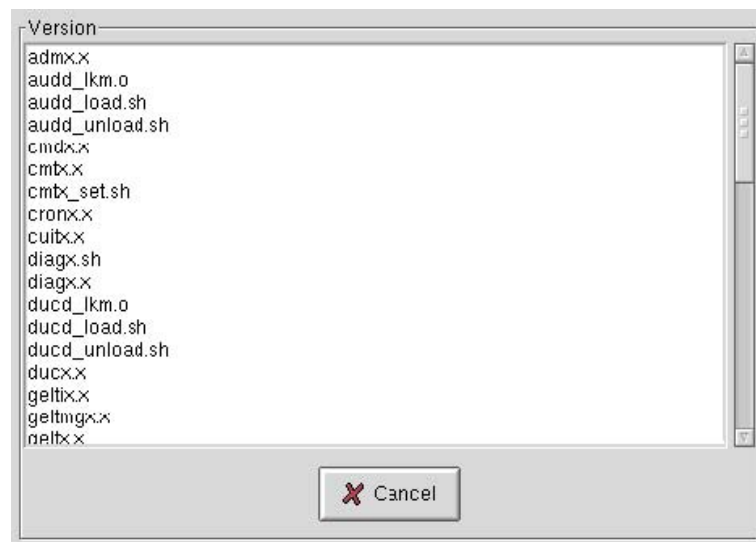 Version
admx.x
audd_lkm.o
audd_load.sh
audd_unload.sh
cmdx.x
cmtx.x
cmtx_set.sh
cronx.x
cuitx.x
diagx.sh
diagx.x
ducd_lkm.o
ducd_load.sh
ducd_unload.sh
ducx.x
geltix.x
geltmgx.x
geltx.x
Cancel